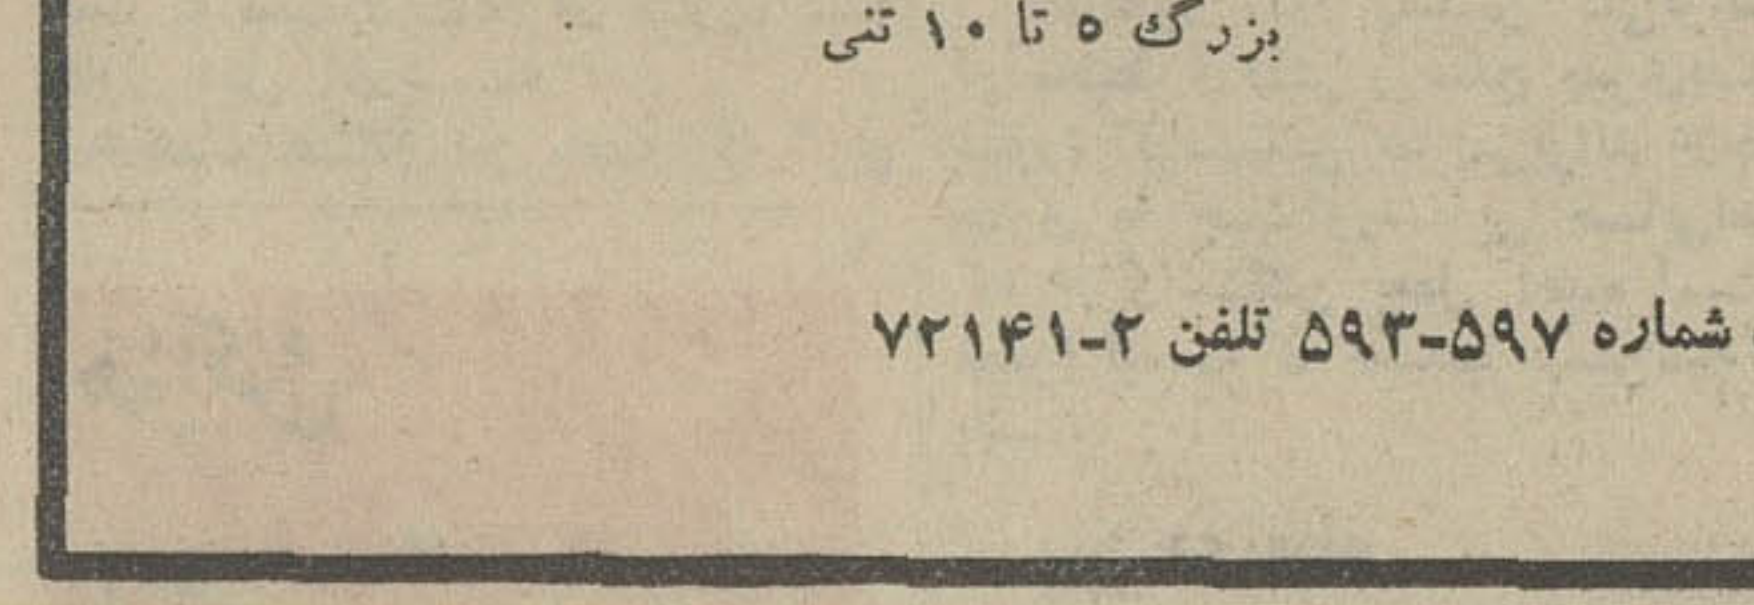 بزرگ ۵ تا ۱۰ تنی
شماره ۵۹۷-۵۹۳ تلفن ۲-۷۲۱۴۱